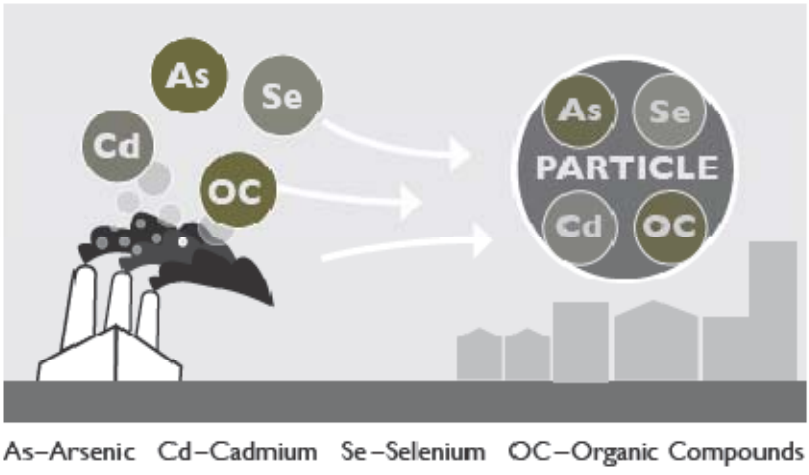 As
Se
Cd
OC
As Se
PARTICLE
Cd OC
As–Arsenic Cd–Cadmium Se–Selenium OC–Organic Compounds